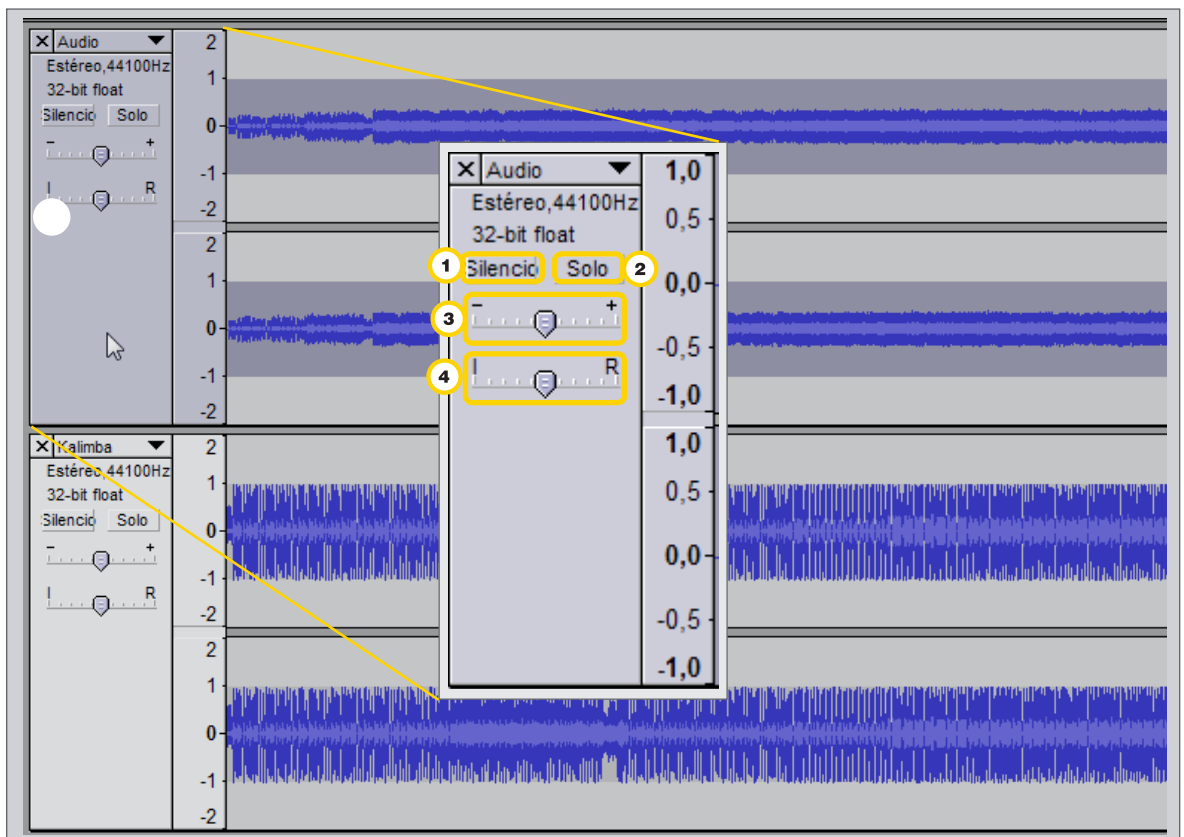 Audio
Estéreo,44100Hz
32-bit float
Silencio Solo
- +
I R
2
1
0
-1
-2
2
1
0
-1
-2
Audio
Estéreo,44100Hz
32-bit float
1 Silencio Solo 2
3 - +
4 I R
1,0
0,5
0,0
-0,5
-1,0
1,0
0,5
0,0
-0,5
-1,0
Kalimba
Estéreo,44100Hz
32-bit float
Silencio Solo
- +
I R
2
1
0
-1
-2
2
1
0
-1
-2